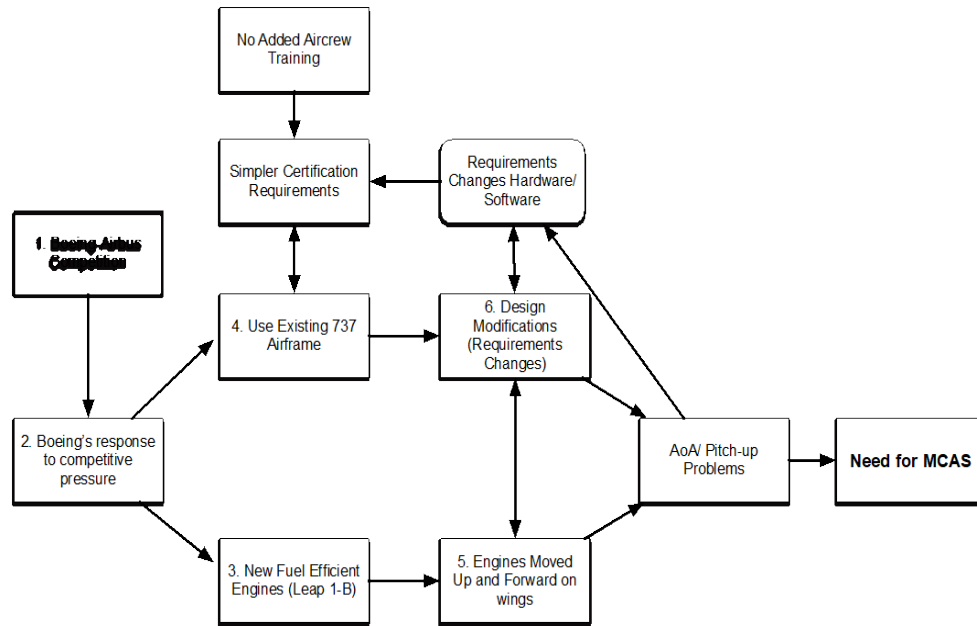 No Added Aircrew
Training
Simpler Certification
Requirements
Requirements
Changes Hardware/
Software
1. Boeing-Airbus
Competition
4. Use Existing 737
Airframe
6. Design
Modifications
(Requirements
Changes)
2. Boeing’s response
to competitive
pressure
AoA/ Pitch-up
Problems
Need for MCAS
3. New Fuel Efficient
Engines (Leap 1-B)
5. Engines Moved
Up and Forward on
wings